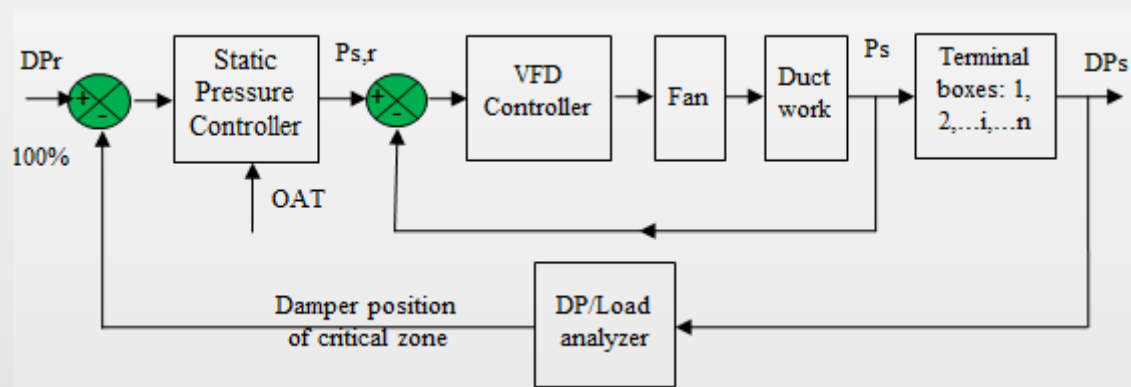 DPr
100%
+
-
Static
Pressure
Controller
OAT
Ps,r
+
-
VFD
Controller
Fan
Duct
work
Ps
Terminal
boxes: 1,
2,...i,...n
DPs
Damper position
of critical zone
DP/Load
analyzer